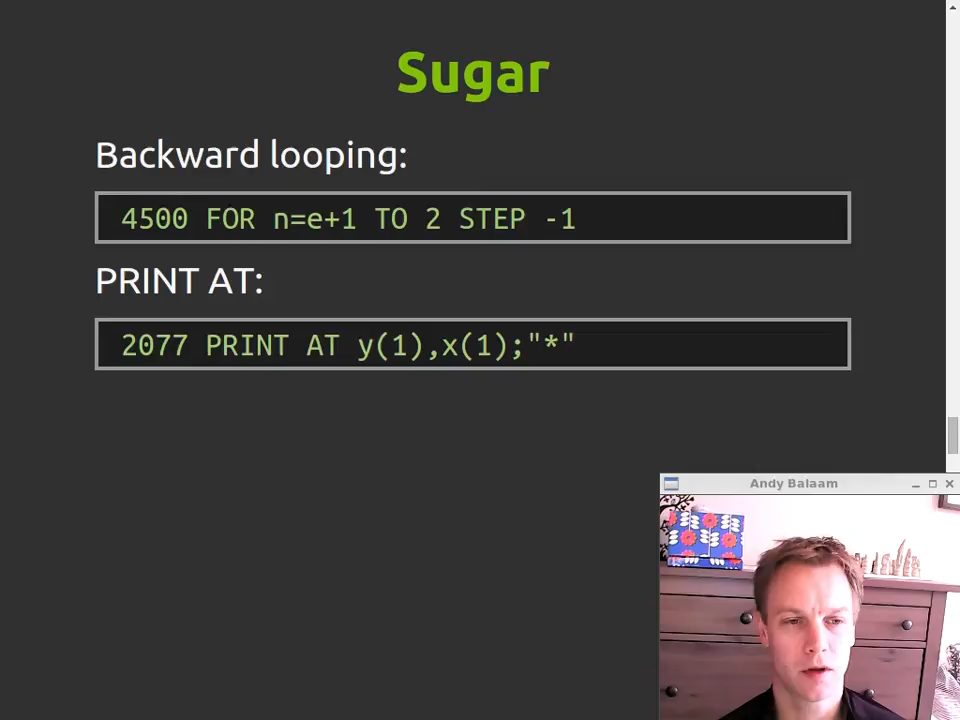 Sugar
Backward looping:
4500 FOR n=e+1 TO 2 STEP -1
PRINT AT:
2077 PRINT AT y(1),x(1);"*"
Andy Balaam